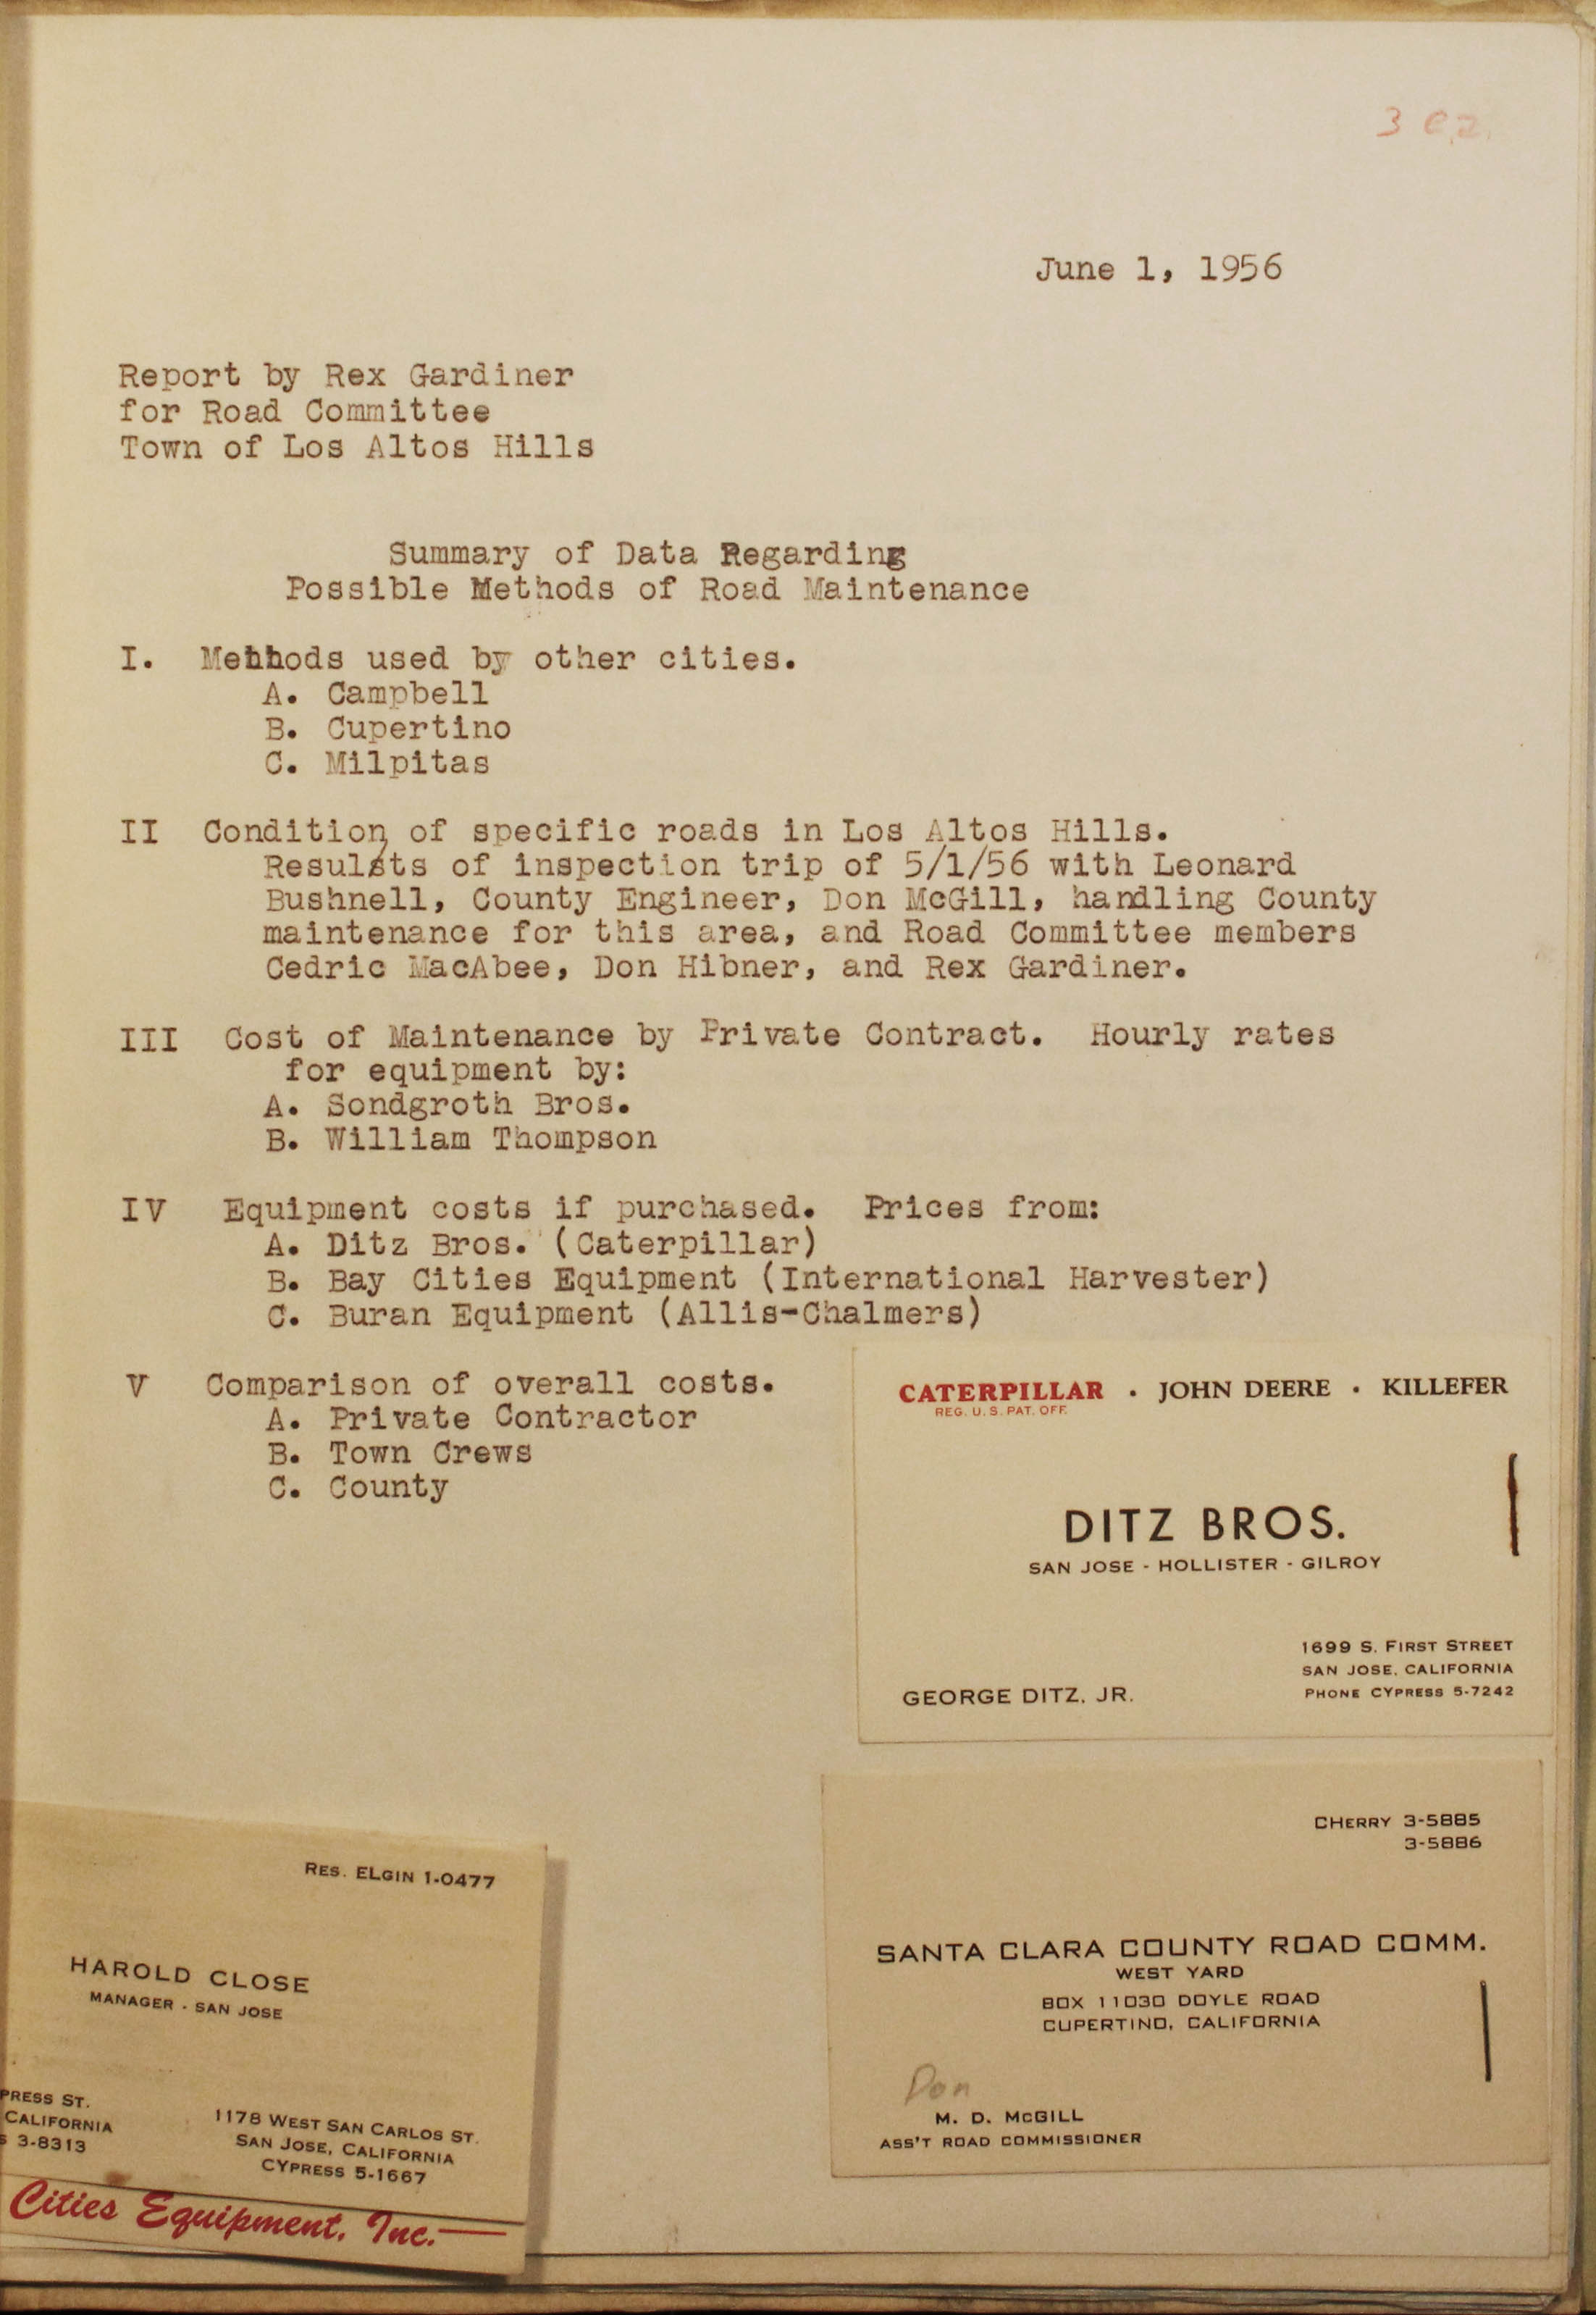 June 1, 1956
Report by Rex Gardiner
for Road Committee
Town of Los Altos Hills
Summary of Data Regarding
Possible Methods of Road Maintenance
I. Methods used by other cities.
A. Campbell
B. Cupertino
C. Milpitas
II Condition of specific roads in Los Altos Hills.
Results of inspection trip of 5/1/56 with Leonard
Bushnell, County Engineer, Don McGill, handling County
maintenance for this area, and Road Committee members
Cedric MacAbee, Don Hibner, and Rex Gardiner.
III Cost of Maintenance by Private Contract. Hourly rates
for equipment by:
A. Sondgroth Bros.
B. William Thompson
IV Equipment costs if purchased. Prices from:
A. Ditz Bros. (Caterpillar)
B. Bay Cities Equipment (International Harvester)
C. Buran Equipment (Allis-Chalmers)
V Comparison of overall costs.
A. Private Contractor
B. Town Crews
C. County
CATERPILLAR · JOHN DEERE · KILLEFER
REG. U.S. PAT. OFF.
DITZ BROS.
SAN JOSE - HOLLISTER - GILROY
GEORGE DITZ, JR.
1699 S. FIRST STREET
SAN JOSE, CALIFORNIA
PHONE CYPRESS 5-7242
CHERRY 3-5885
3-5886
SANTA CLARA COUNTY ROAD COMM.
WEST YARD
BOX 11030 DOYLE ROAD
CUPERTINO, CALIFORNIA
Don
M. D. McGILL
ASS'T ROAD COMMISSIONER
RES. ELGIN 1-0477
HAROLD CLOSE
MANAGER - SAN JOSE
PRESS ST.
CALIFORNIA
S 3-8313
1178 WEST SAN CARLOS ST.
SAN JOSE, CALIFORNIA
CYPRESS 5-1667
Cities Equipment, Inc.